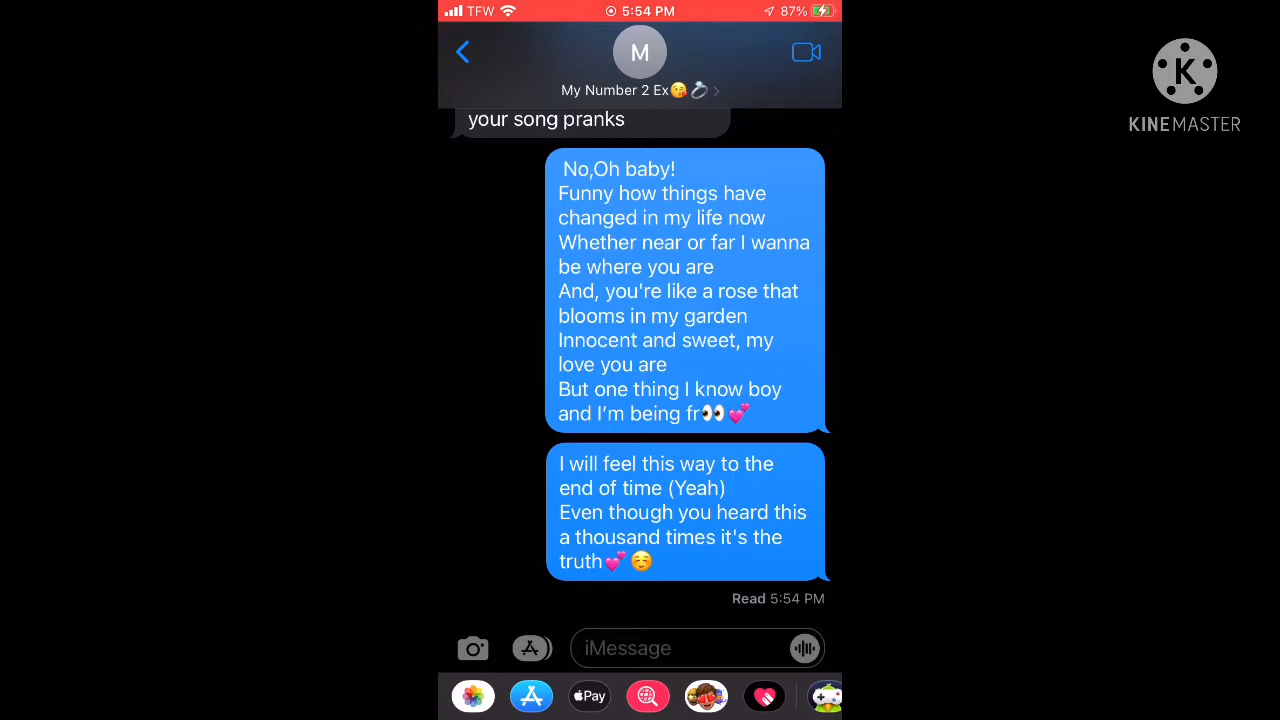 TFW 5:54 PM 87%
M
My Number 2 Ex😘💍
KINEMASTER
K
your song pranks
No,Oh baby!
Funny how things have
changed in my life now
Whether near or far I wanna
be where you are
And, you're like a rose that
blooms in my garden
Innocent and sweet, my
love you are
But one thing I know boy
and I’m being fr👀💕
I will feel this way to the
end of time (Yeah)
Even though you heard this
a thousand times it's the
truth💕☺️
Read 5:54 PM
iMessage
Pay